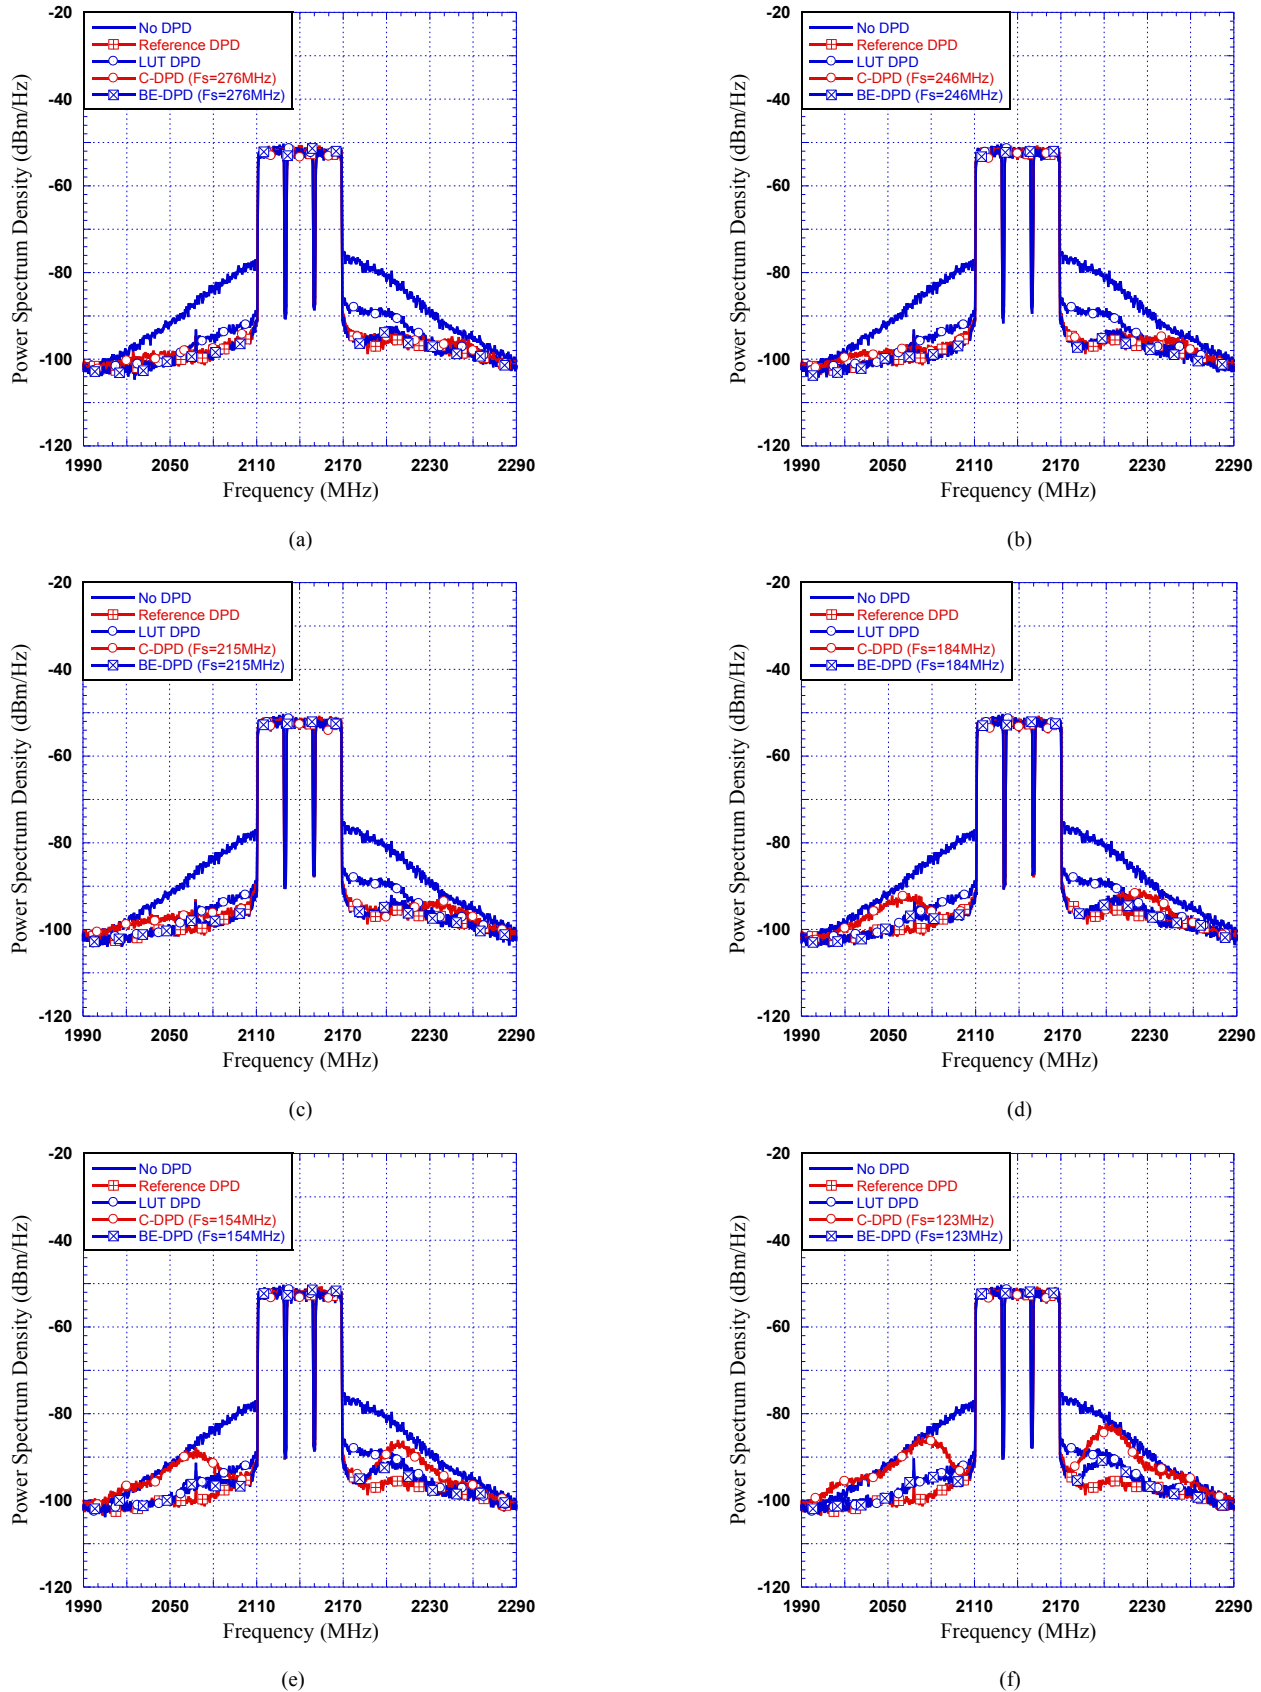 Power Spectrum Density (dBm/Hz)
-20
-40
-60
-80
-100
-120
No DPD
Reference DPD
LUT DPD
C-DPD (Fs=276MHz)
BE-DPD (Fs=276MHz)
1990 2050 2110 2170 2230 2290
Frequency (MHz)
(a)
Power Spectrum Density (dBm/Hz)
-20
-40
-60
-80
-100
-120
No DPD
Reference DPD
LUT DPD
C-DPD (Fs=246MHz)
BE-DPD (Fs=246MHz)
1990 2050 2110 2170 2230 2290
Frequency (MHz)
(b)
Power Spectrum Density (dBm/Hz)
-20
-40
-60
-80
-100
-120
No DPD
Reference DPD
LUT DPD
C-DPD (Fs=215MHz)
BE-DPD (Fs=215MHz)
1990 2050 2110 2170 2230 2290
Frequency (MHz)
(c)
Power Spectrum Density (dBm/Hz)
-20
-40
-60
-80
-100
-120
No DPD
Reference DPD
LUT DPD
C-DPD (Fs=184MHz)
BE-DPD (Fs=184MHz)
1990 2050 2110 2170 2230 2290
Frequency (MHz)
(d)
Power Spectrum Density (dBm/Hz)
-20
-40
-60
-80
-100
-120
No DPD
Reference DPD
LUT DPD
C-DPD (Fs=154MHz)
BE-DPD (Fs=154MHz)
1990 2050 2110 2170 2230 2290
Frequency (MHz)
(e)
Power Spectrum Density (dBm/Hz)
-20
-40
-60
-80
-100
-120
No DPD
Reference DPD
LUT DPD
C-DPD (Fs=123MHz)
BE-DPD (Fs=123MHz)
1990 2050 2110 2170 2230 2290
Frequency (MHz)
(f)